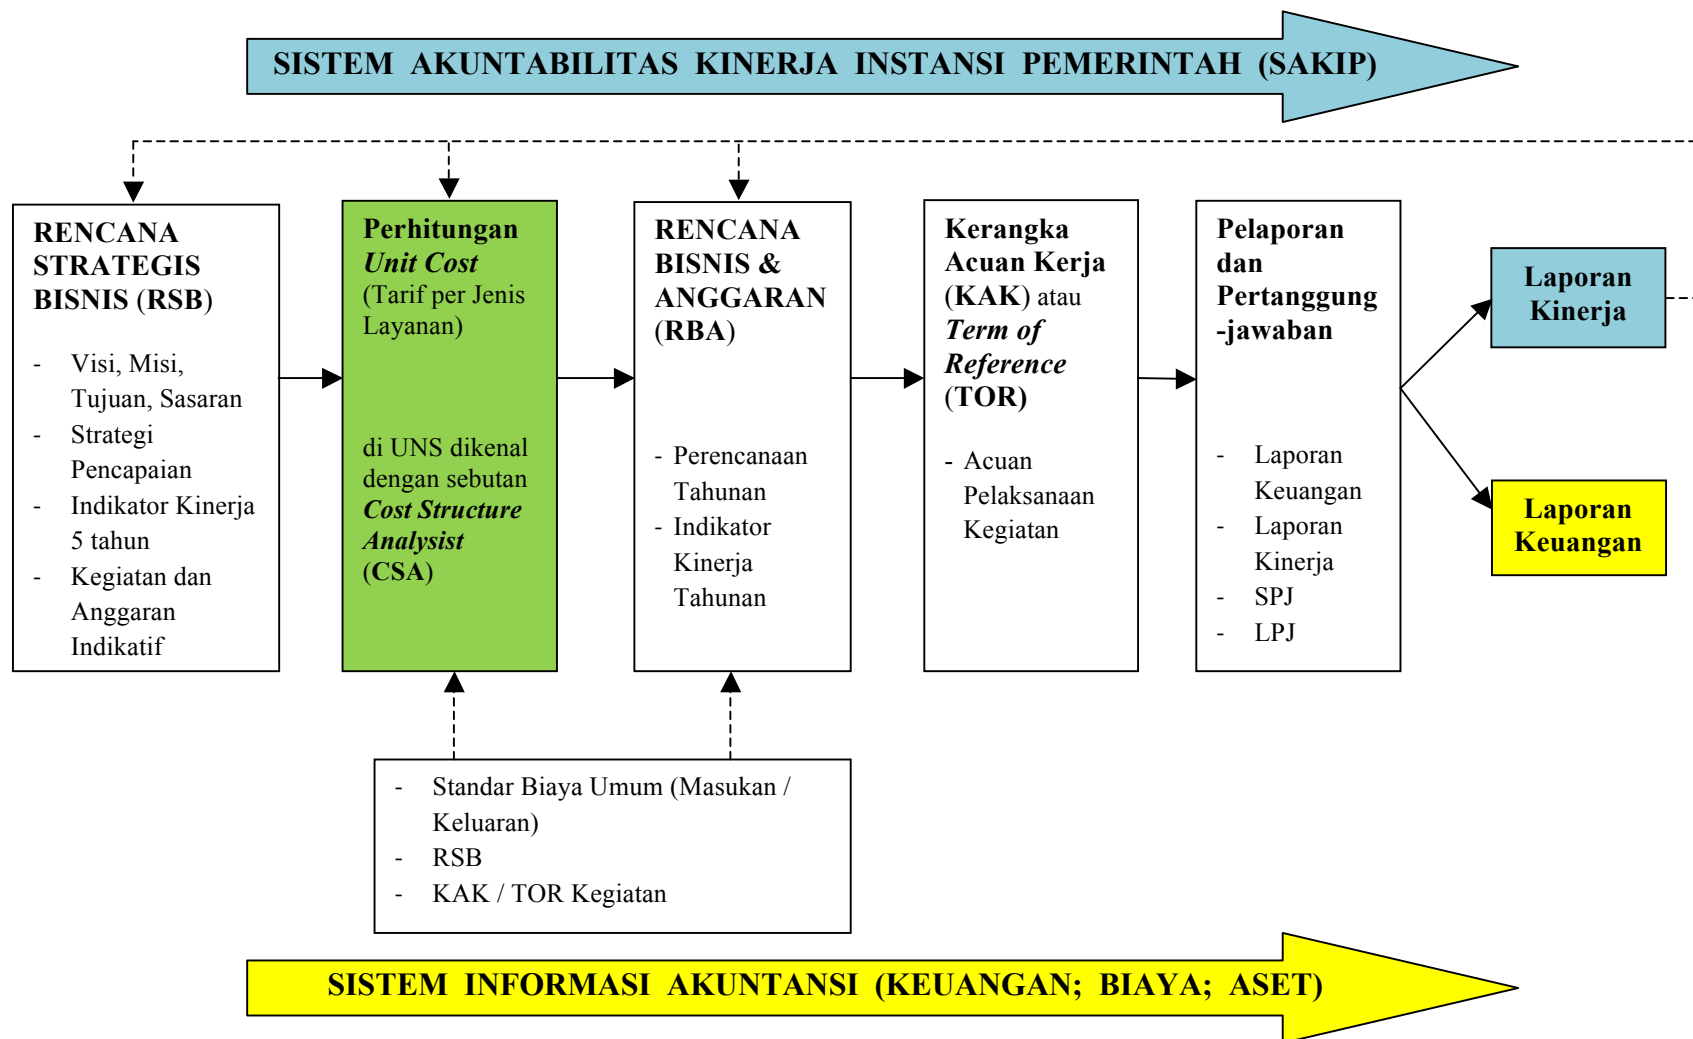 SISTEM AKUNTABILITAS KINERJA INSTANSI PEMERINTAH (SAKIP)
RENCANA
STRATEGIS
BISNIS (RSB)
- Visi, Misi,
Tujuan, Sasaran
- Strategi
Pencapaian
- Indikator Kinerja
5 tahun
- Kegiatan dan
Anggaran
Indikatif
Perhitungan
Unit Cost
(Tarif per Jenis
Layanan)
di UNS dikenal
dengan sebutan
Cost Structure
Analysist
(CSA)
RENCANA
BISNIS &
ANGGARAN
(RBA)
- Perencanaan
Tahunan
- Indikator
Kinerja
Tahunan
Kerangka
Acuan Kerja
(KAK) atau
Term of
Reference
(TOR)
- Acuan
Pelaksanaan
Kegiatan
Pelaporan
dan
Pertanggung
-jawaban
- Laporan
Keuangan
- Laporan
Kinerja
- SPJ
- LPJ
Laporan
Kinerja
Laporan
Keuangan
- Standar Biaya Umum (Masukan /
Keluaran)
- RSB
- KAK / TOR Kegiatan
SISTEM INFORMASI AKUNTANSI (KEUANGAN; BIAYA; ASET)